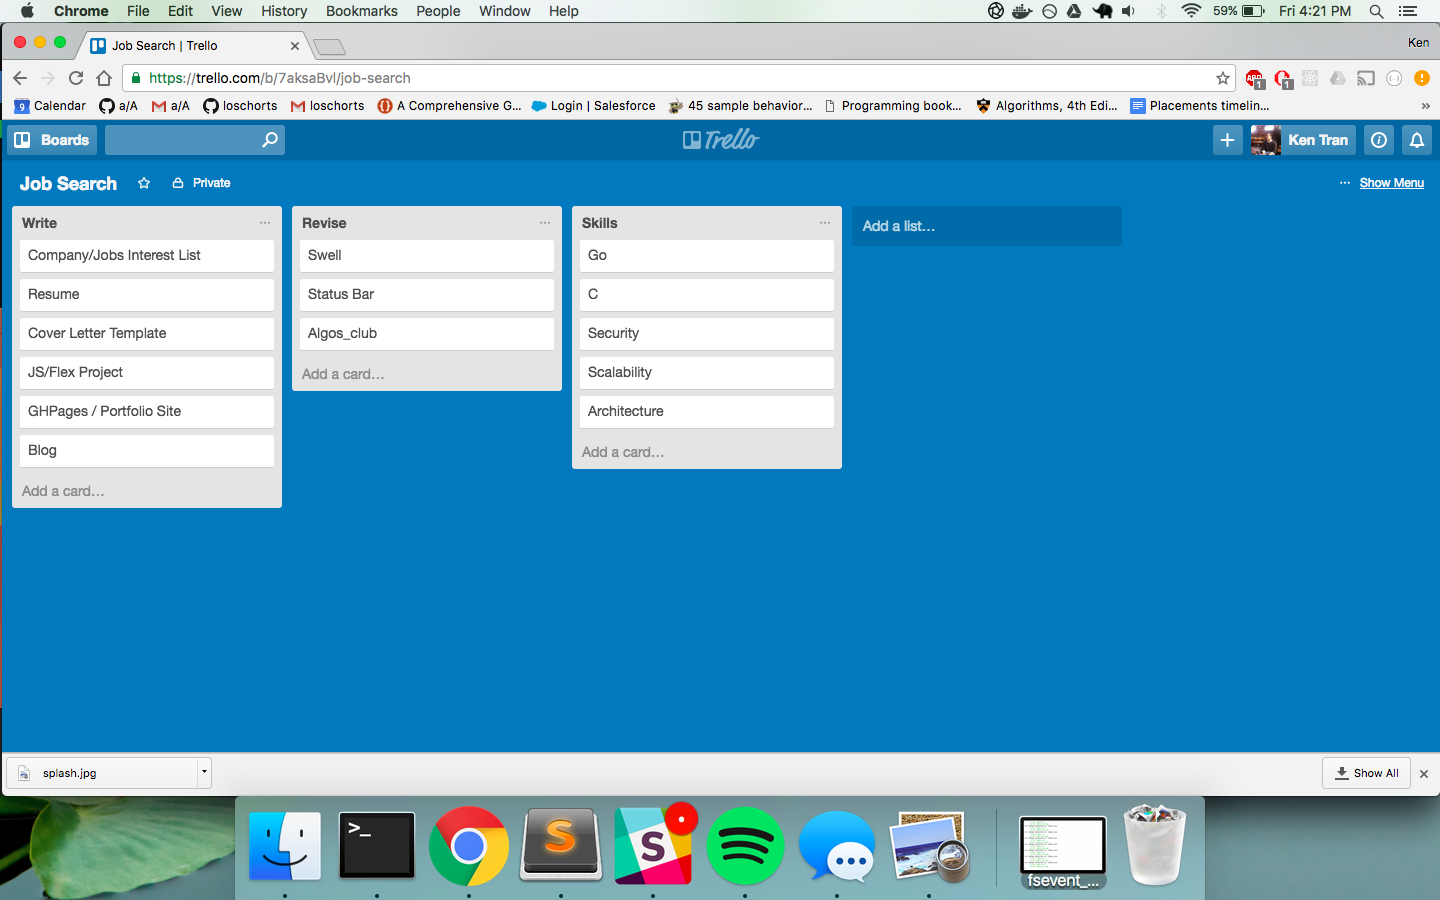 Chrome File Edit View History Bookmarks People Window Help 59% Fri 4:21 PM
Job Search | Trello Ken
https://trello.com/b/7aksaBvl/job-search
9 Calendar a/A a/A loschorts loschorts A Comprehensive G... Login | Salesforce 45 sample behavior... Programming book... Algorithms, 4th Edi... Placements timelin... »
Boards Trello Ken Tran
Job Search Private ... Show Menu
Write
Company/Jobs Interest List
Resume
Cover Letter Template
JS/Flex Project
GHPages / Portfolio Site
Blog
Add a card...
Revise
Swell
Status Bar
Algos_club
Add a card...
Skills
Go
C
Security
Scalability
Architecture
Add a card...
Add a list...
splash.jpg Show All
>_
S
S
fsevent_...